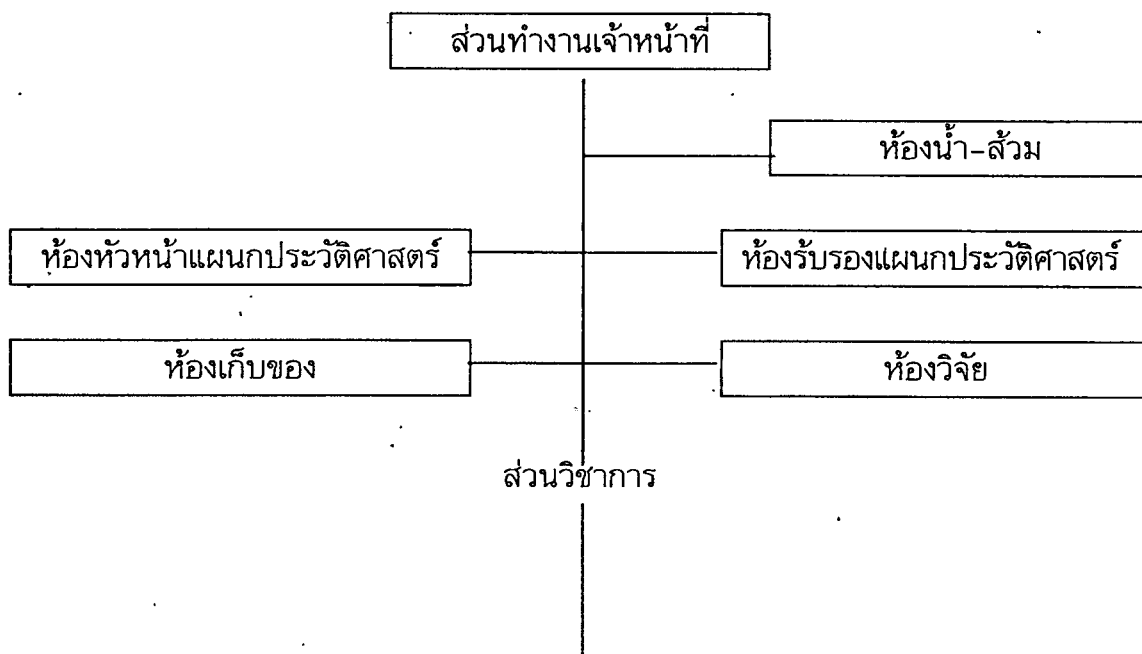 ส่วนทำงานเจ้าหน้าที่
ห้องน้ำ-ส้วม
ห้องหัวหน้าแผนกประวัติศาสตร์
ห้องรับรองแผนกประวัติศาสตร์
ห้องเก็บของ
ห้องวิจัย
ส่วนวิชาการ